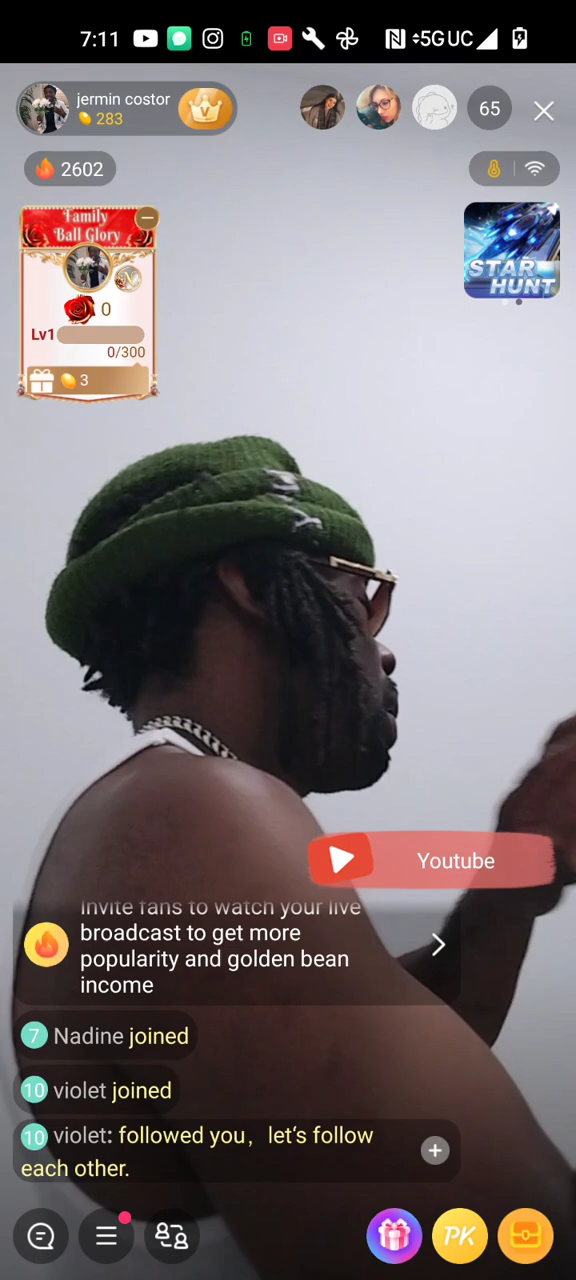 7:11
5G UC
jermin costor
283
65
2602
Family
Ball Glory
N
0
Lv1
0/300
3
STAR
HUNT
Youtube
Invite fans to watch your live
broadcast to get more
popularity and golden bean
income
7 Nadine joined
10 violet joined
10 violet: followed you, let's follow
each other.
PK